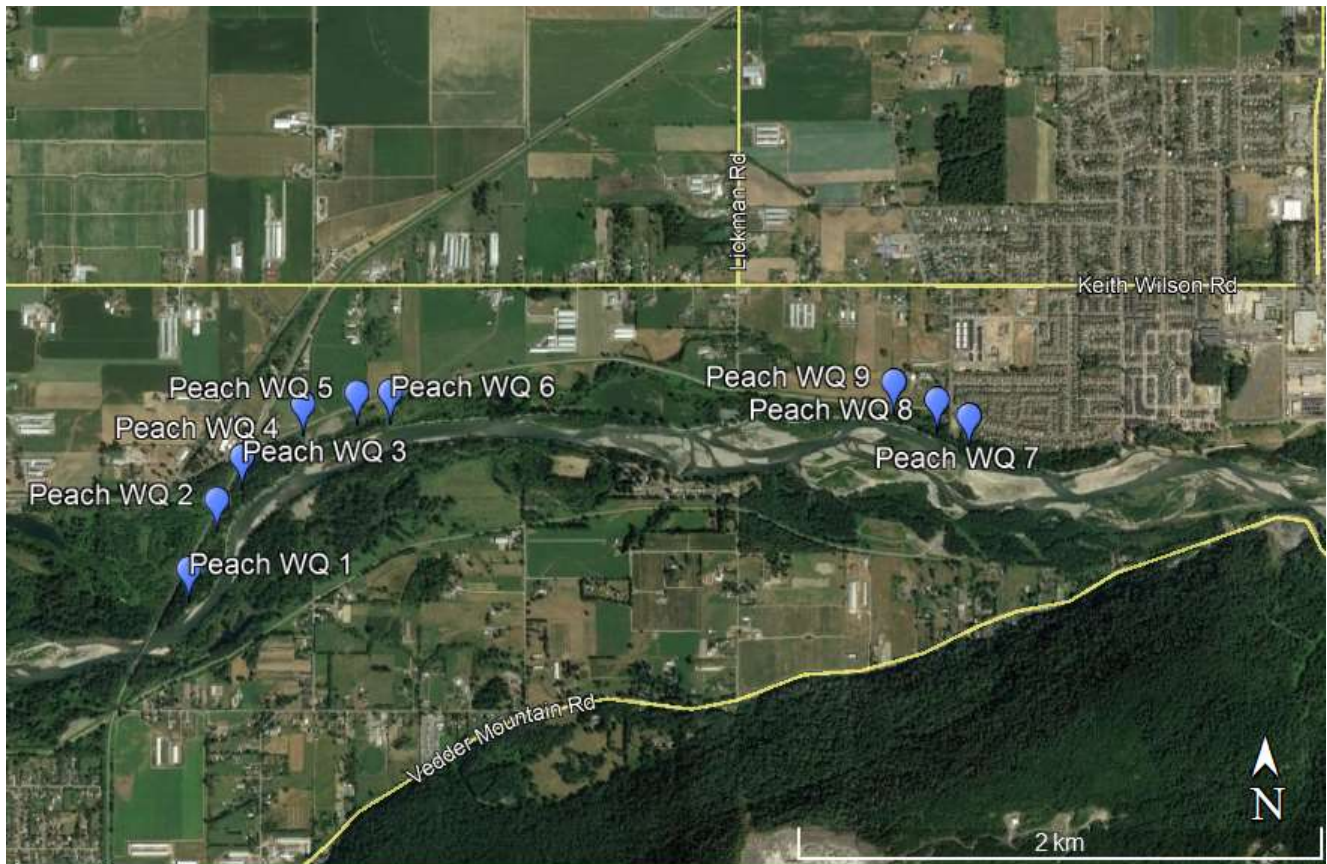 Lickman Rd
Keith Wilson Rd
Peach WQ 5
Peach WQ 6
Peach WQ 9
Peach WQ 8
Peach WQ 4
Peach WQ 3
Peach WQ 7
Peach WQ 2
Peach WQ 1
Vedder Mountain Rd
N
2 km